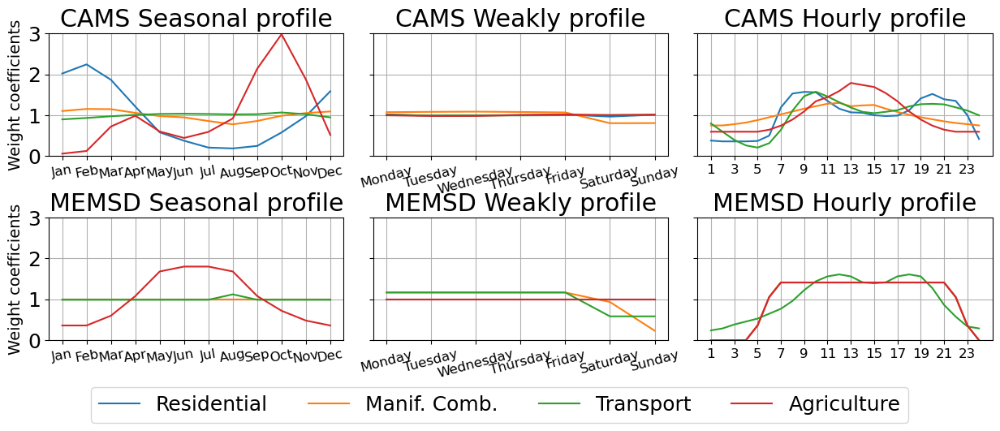 CAMS Seasonal profile CAMS Weakly profile CAMS Hourly profile
Weight coefficients
3
2
1
0
Jan Feb Mar Apr May Jun Jul Aug Sep Oct Nov Dec
Monday Tuesday Wednesday Thursday Friday Saturday Sunday
1 3 5 7 9 11 13 15 17 19 21 23
MEMSD Seasonal profile MEMSD Weakly profile MEMSD Hourly profile
Weight coefficients
3
2
1
0
Jan Feb Mar Apr May Jun Jul Aug Sep Oct Nov Dec
Monday Tuesday Wednesday Thursday Friday Saturday Sunday
1 3 5 7 9 11 13 15 17 19 21 23
Residential Manif. Comb. Transport Agriculture